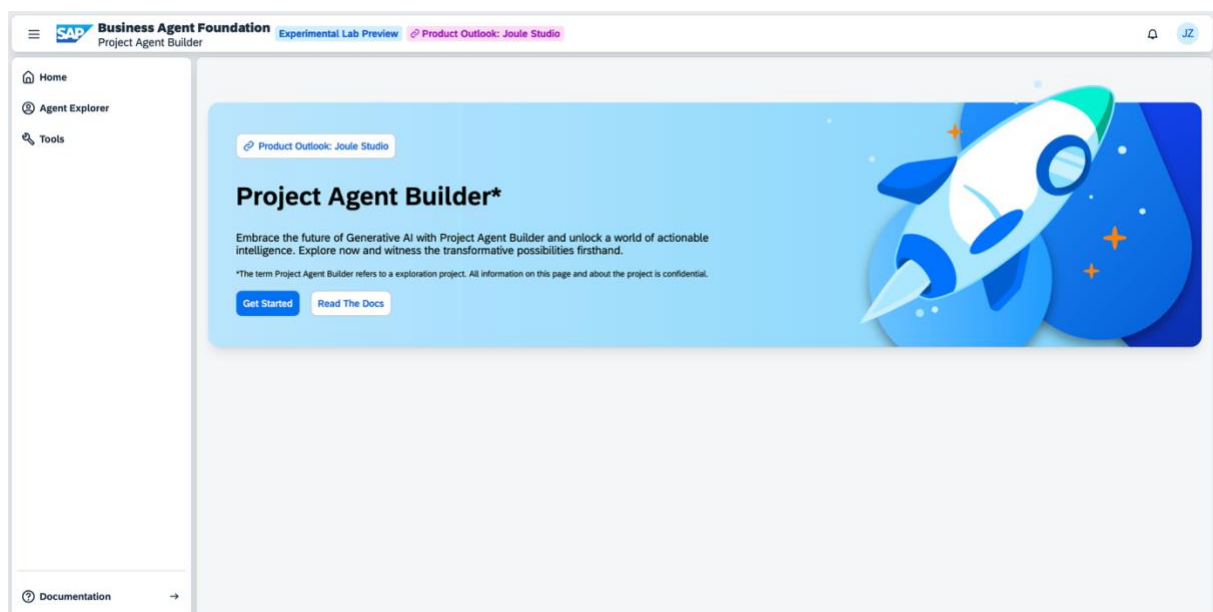 SAP
Business Agent Foundation
Project Agent Builder
Experimental Lab Preview
Product Outlook: Joule Studio
JZ
Home
Agent Explorer
Tools
Product Outlook: Joule Studio
Project Agent Builder*
Embrace the future of Generative AI with Project Agent Builder and unlock a world of actionable
intelligence. Explore now and witness the transformative possibilities firsthand.
*The term Project Agent Builder refers to a exploration project. All information on this page and about the project is confidential.
Get Started
Read The Docs
Documentation